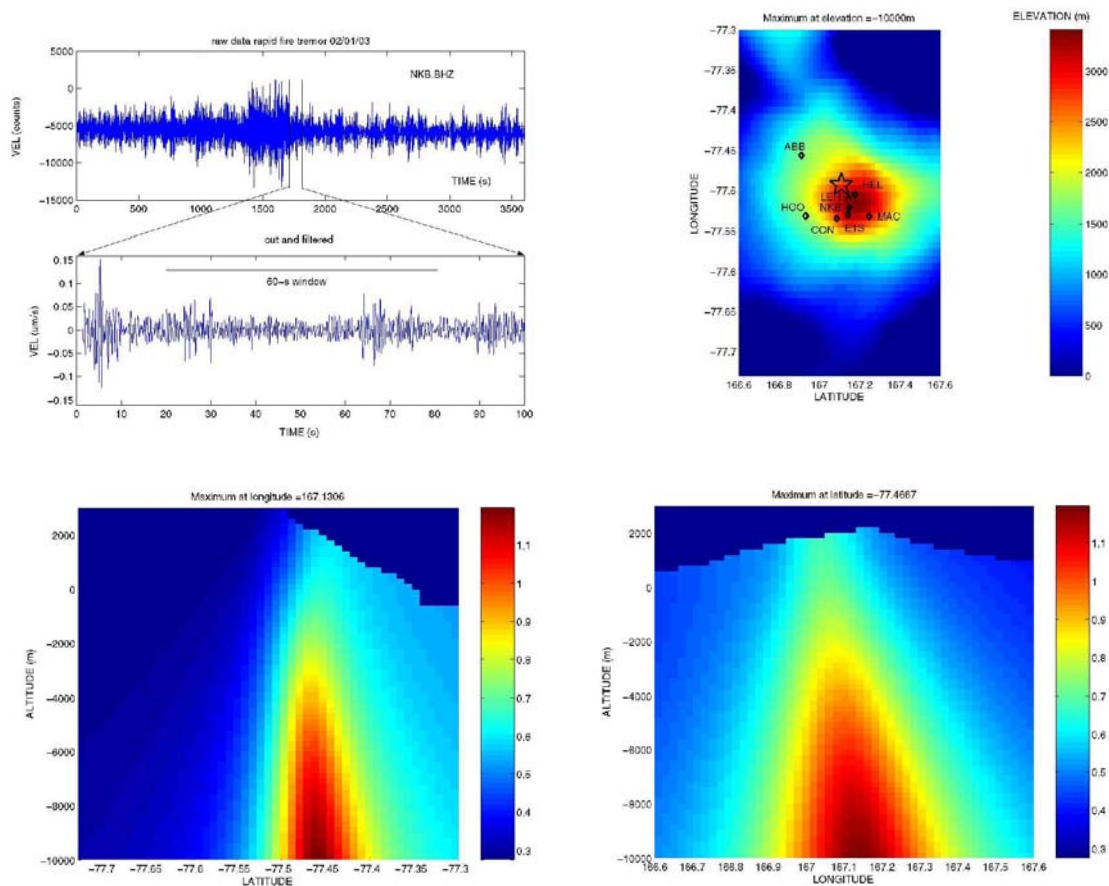 raw data rapid fire tremor 02/01/03
5000
0
−5000
−10000
−15000
VEL (counts)
NKB.BHZ
TIME (s)
0 500 1000 1500 2000 2500 3000 3500
cut and filtered
0.15
0.1
0.05
0
−0.05
−0.1
−0.15
VEL (um/s)
60−s window
0 10 20 30 40 50 60 70 80 90 100
TIME (s)
Maximum at elevation =−10000m
ELEVATION (m)
−77.3
−77.4
−77.45
−77.5
−77.55
−77.6
−77.65
−77.7
LONGITUDE
ABB
HEL
LEH
HOO NKB MAC
CON E1S
166.6 166.8 167 167.2 167.4 167.6
LATITUDE
3000
2500
2000
1500
1000
500
0
Maximum at longitude =167.1306
2000
0
−2000
−4000
−6000
−8000
−10000
ALTITUDE (m)
−77.7 −77.65 −77.6 −77.55 −77.5 −77.45 −77.4 −77.35 −77.3
LATITUDE
1.1
1
0.9
0.8
0.7
0.6
0.5
0.4
0.3
Maximum at latitude =−77.4667
2000
0
−2000
−4000
−6000
−8000
−10000
ALTITUDE (m)
166.6 166.7 166.8 166.9 167 167.1 167.2 167.3 167.4 167.5 167.6
LONGITUDE
1.1
1
0.9
0.8
0.7
0.6
0.5
0.4
0.3